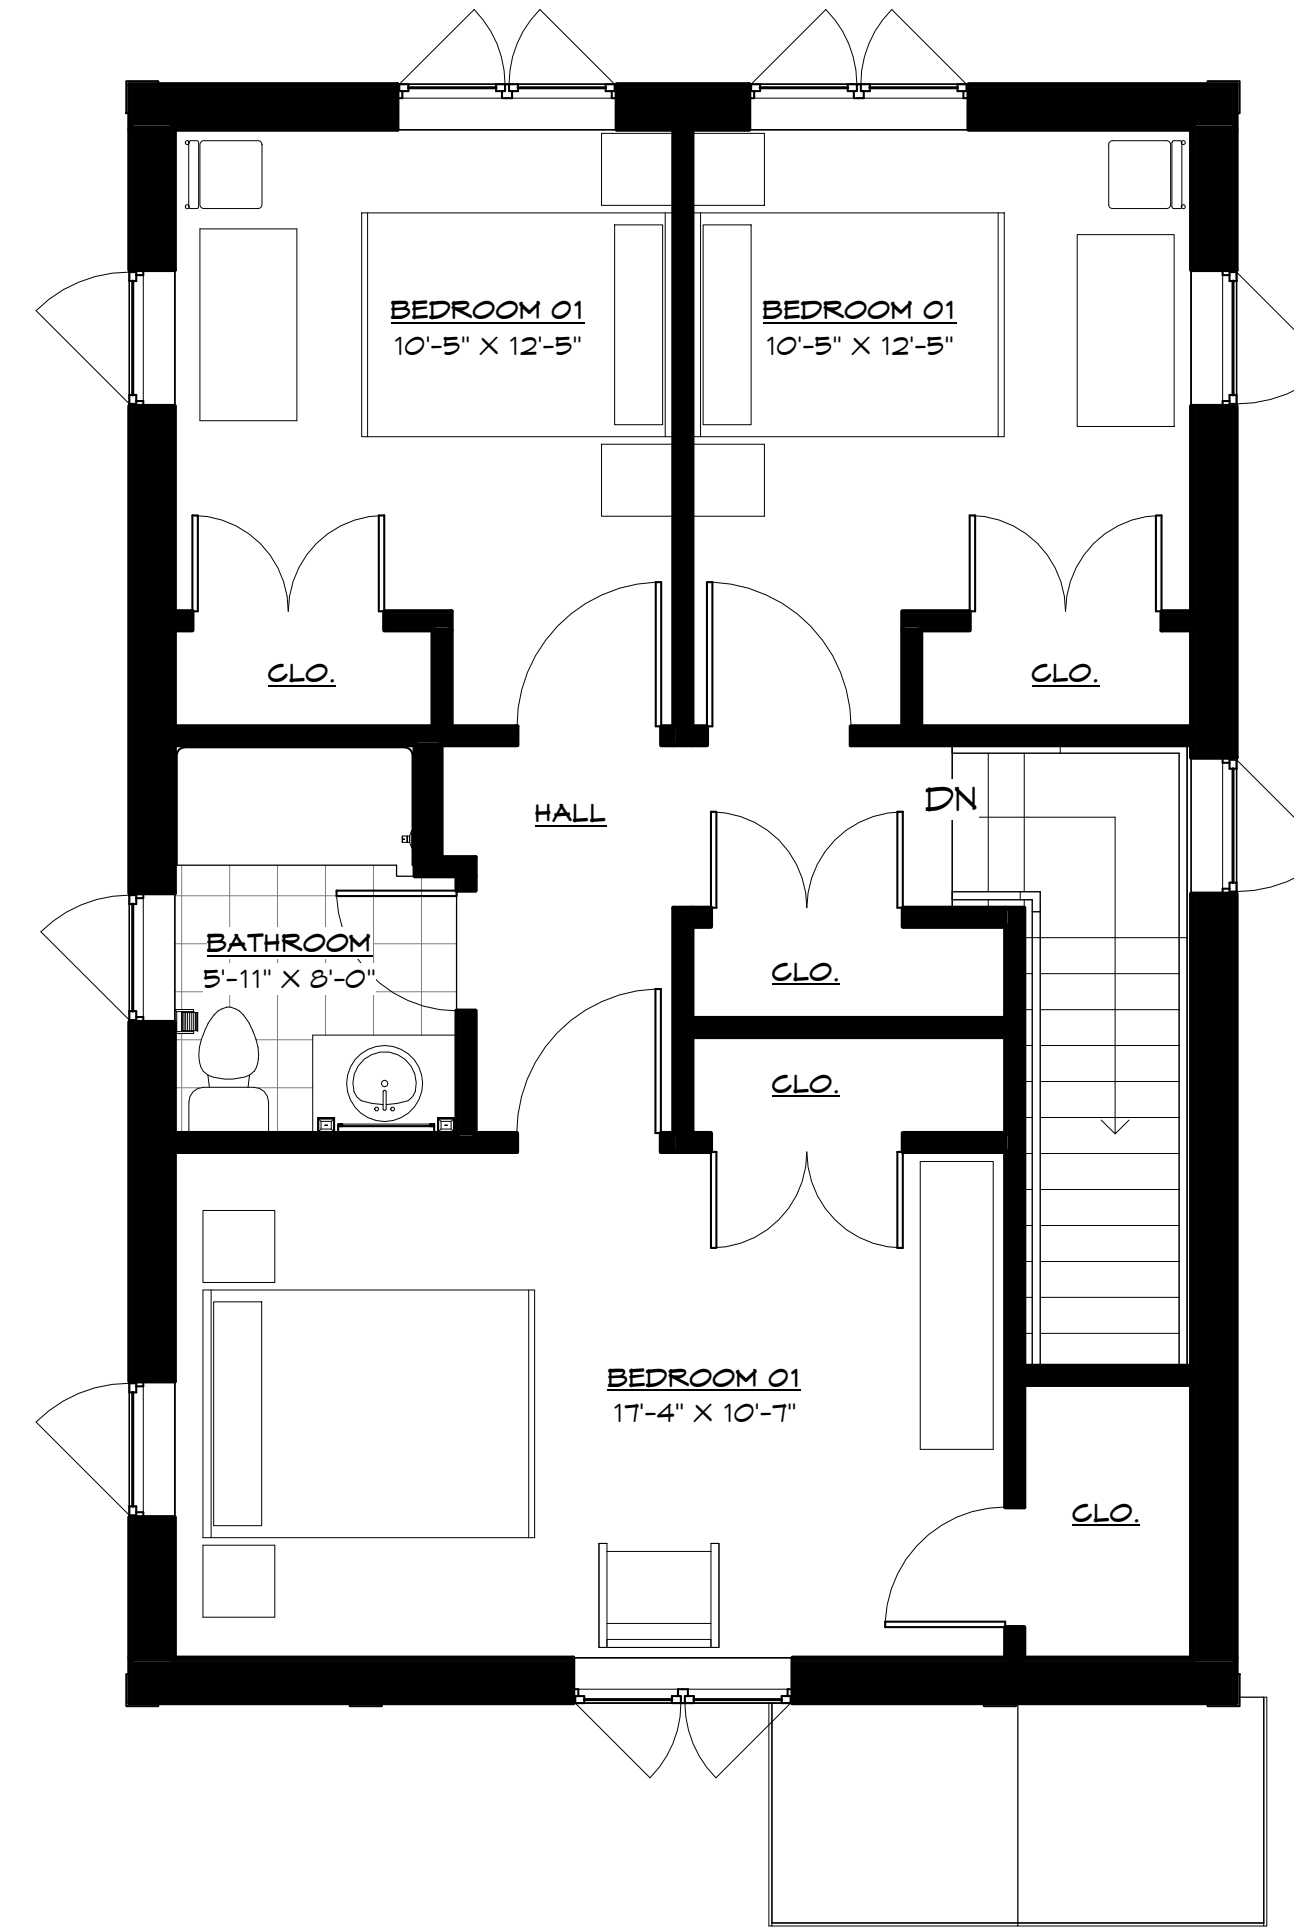 BEDROOM 01
10'-5" X 12'-5"
BEDROOM 01
10'-5" X 12'-5"
CLO.
CLO.
DN
HALL
BATHROOM
5'-11" X 8'-0"
CLO.
CLO.
BEDROOM 01
17'-4" X 10'-7"
CLO.